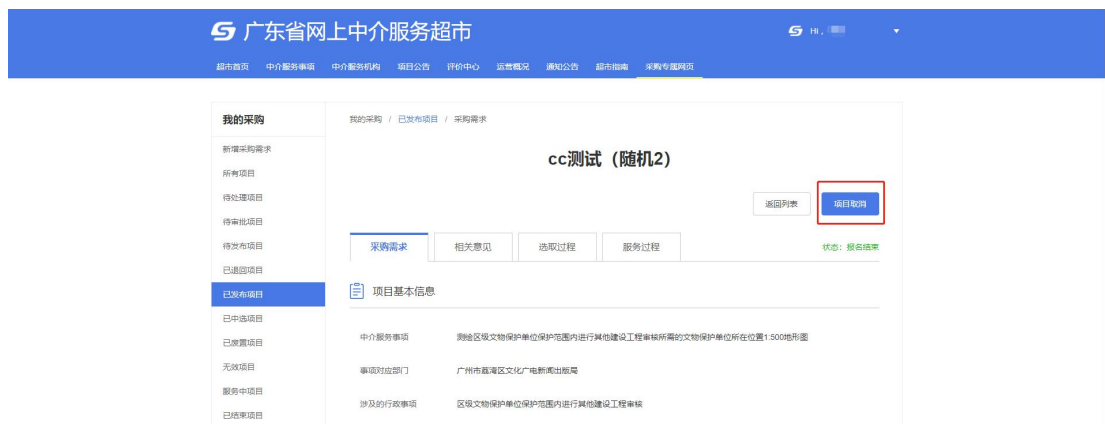 广东省网上中介服务超市
Hi,
超市首页 中介服务事项 中介服务机构 项目公告 评价中心 运营概况 通知公告 超市指南 采购专属网页
我的采购
我的采购 / 已发布项目 / 采购需求
新增采购需求
cc测试（随机2）
所有项目
待处理项目
返回列表 项目取消
待审批项目
待发布项目
采购需求 相关意见 选取过程 服务过程 状态：报名结束
已退回项目
已发布项目
项目基本信息
已中选项目
已废置项目
中介服务事项 测绘区级文物保护单位保护范围内进行其他建设工程审核所需的文物保护单位所在位置1:500地形图
无效项目
事项对应部门 广州市荔湾区文化广电新闻出版局
服务中项目
涉及的行政事项 区级文物保护单位保护范围内进行其他建设工程审核
已结束项目